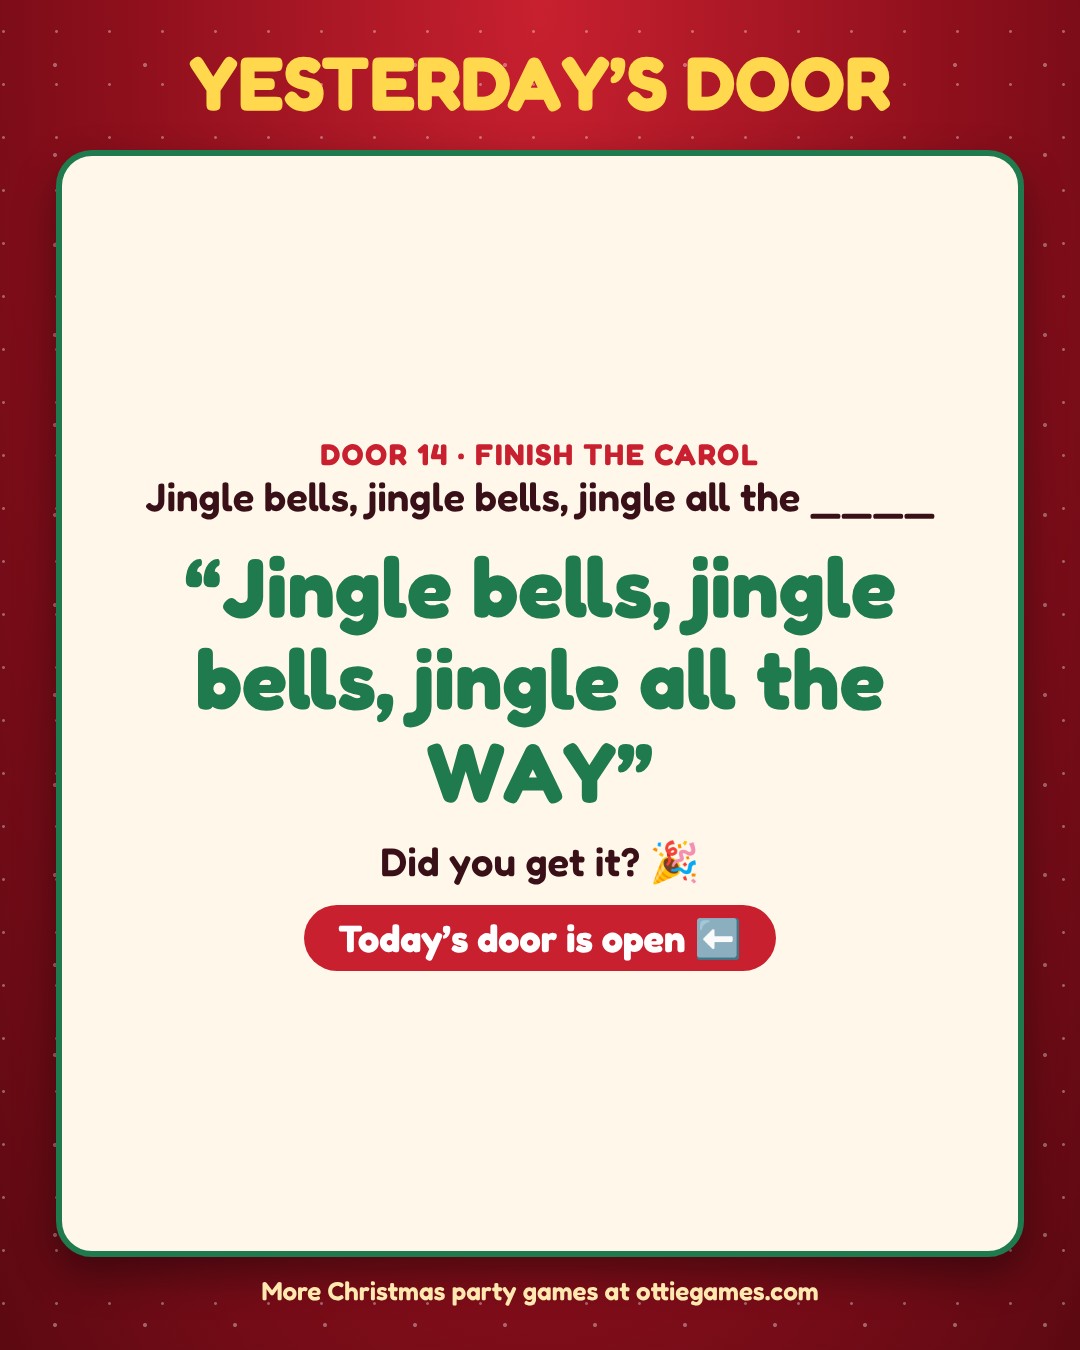 YESTERDAY’S DOOR
DOOR 14 · FINISH THE CAROL
Jingle bells, jingle bells, jingle all the ____
“Jingle bells, jingle
bells, jingle all the
WAY”
Did you get it? 🎉
Today’s door is open ⬅️
More Christmas party games at ottiegames.com